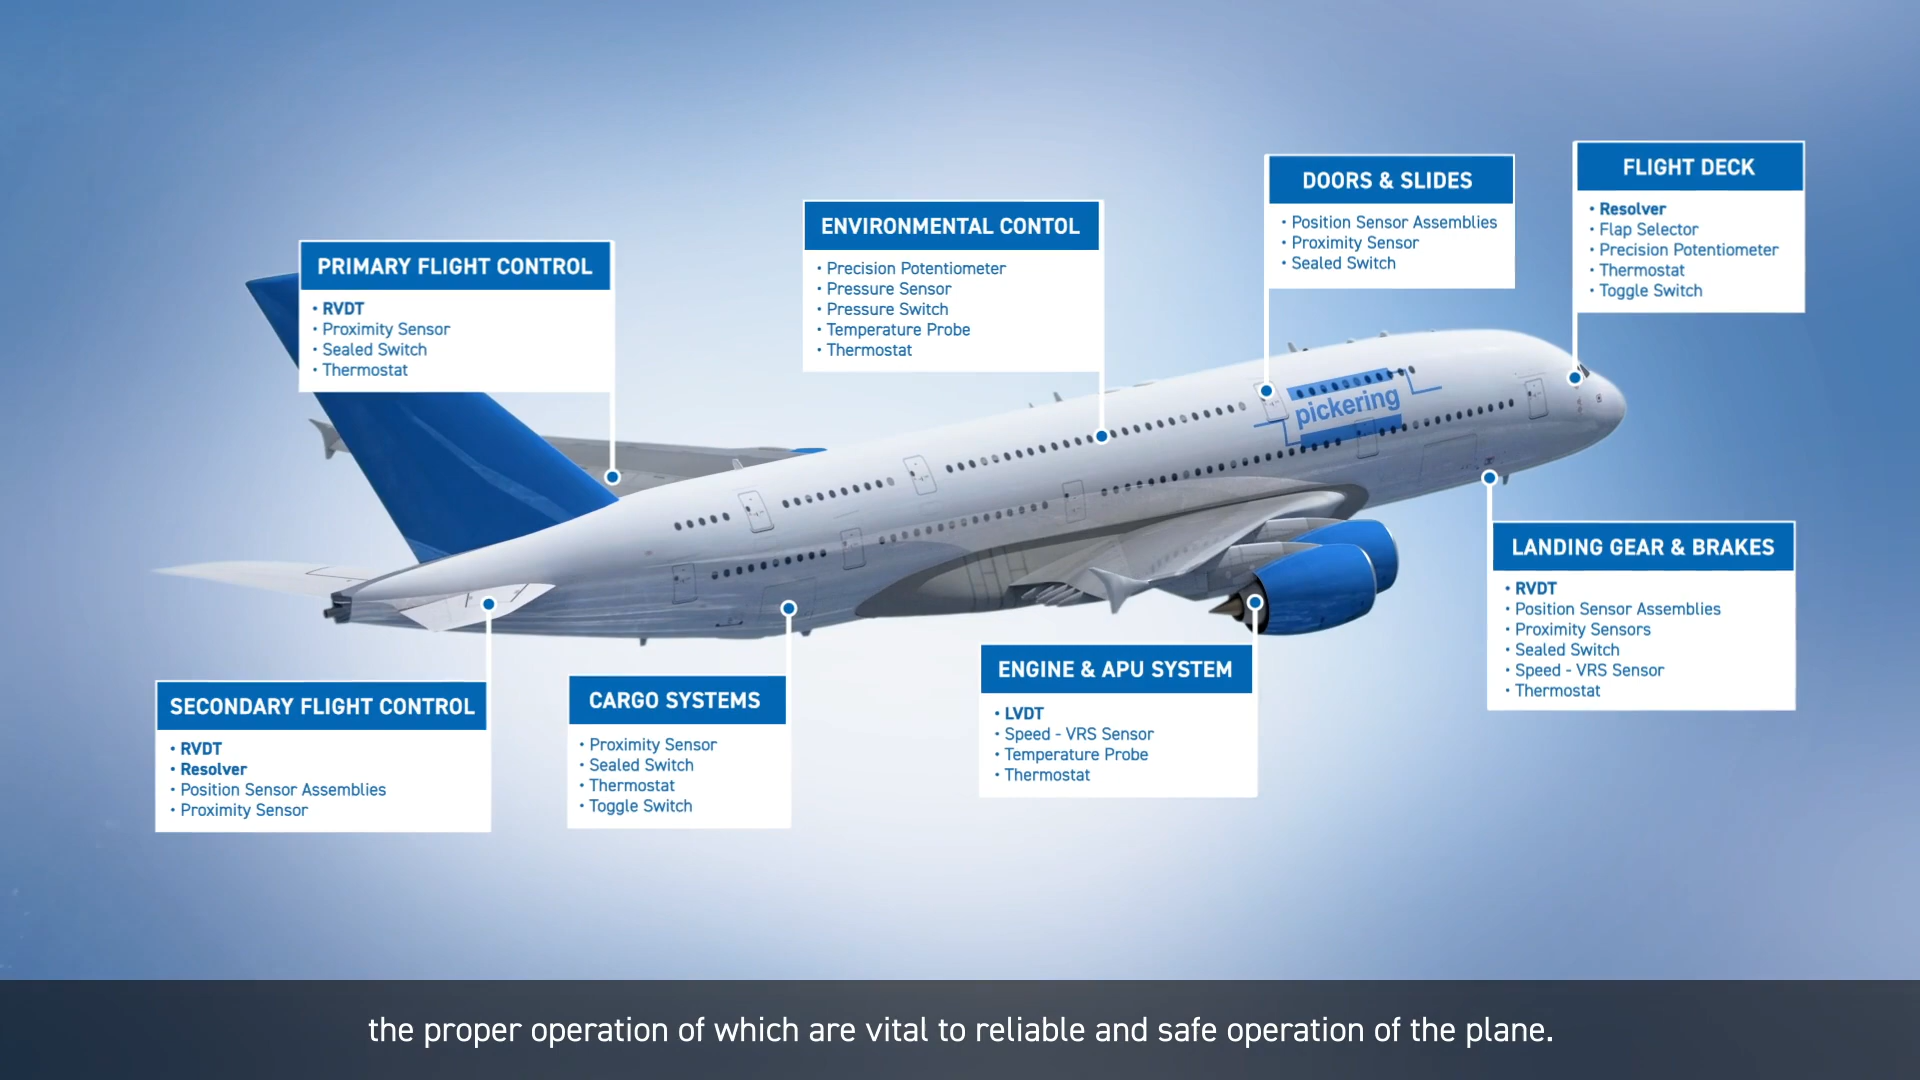 PRIMARY FLIGHT CONTROL
• RVDT
• Proximity Sensor
• Sealed Switch
• Thermostat
ENVIRONMENTAL CONTOL
• Precision Potentiometer
• Pressure Sensor
• Pressure Switch
• Temperature Probe
• Thermostat
DOORS & SLIDES
• Position Sensor Assemblies
• Proximity Sensor
• Sealed Switch
FLIGHT DECK
• Resolver
• Flap Selector
• Precision Potentiometer
• Thermostat
• Toggle Switch
pickering
SECONDARY FLIGHT CONTROL
• RVDT
• Resolver
• Position Sensor Assemblies
• Proximity Sensor
CARGO SYSTEMS
• Proximity Sensor
• Sealed Switch
• Thermostat
• Toggle Switch
ENGINE & APU SYSTEM
• LVDT
• Speed - VRS Sensor
• Temperature Probe
• Thermostat
LANDING GEAR & BRAKES
• RVDT
• Position Sensor Assemblies
• Proximity Sensors
• Sealed Switch
• Speed - VRS Sensor
• Thermostat
the proper operation of which are vital to reliable and safe operation of the plane.